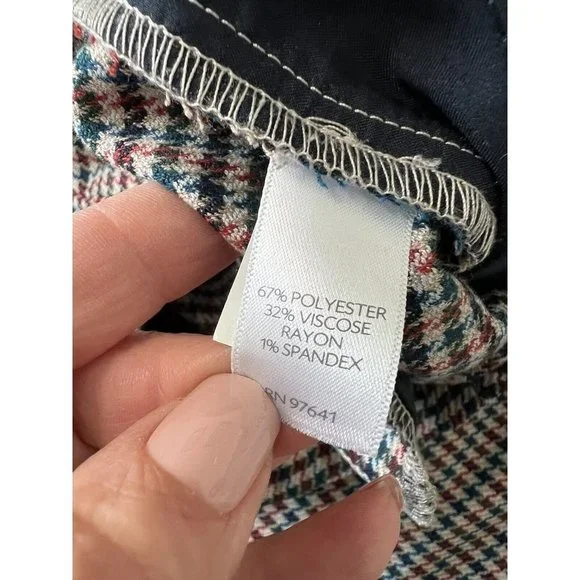 67% POLYESTER
32% VISCOSE
RAYON
1% SPANDEX
RN 97641